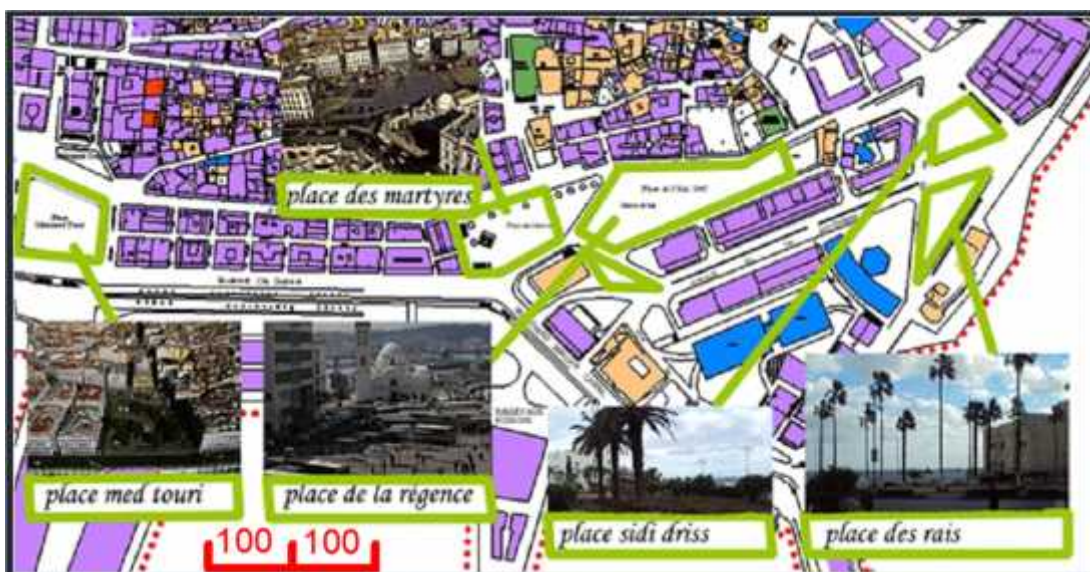 place des martyres
place med touri
place de la régence
place sidi driss
place des rais
100 100